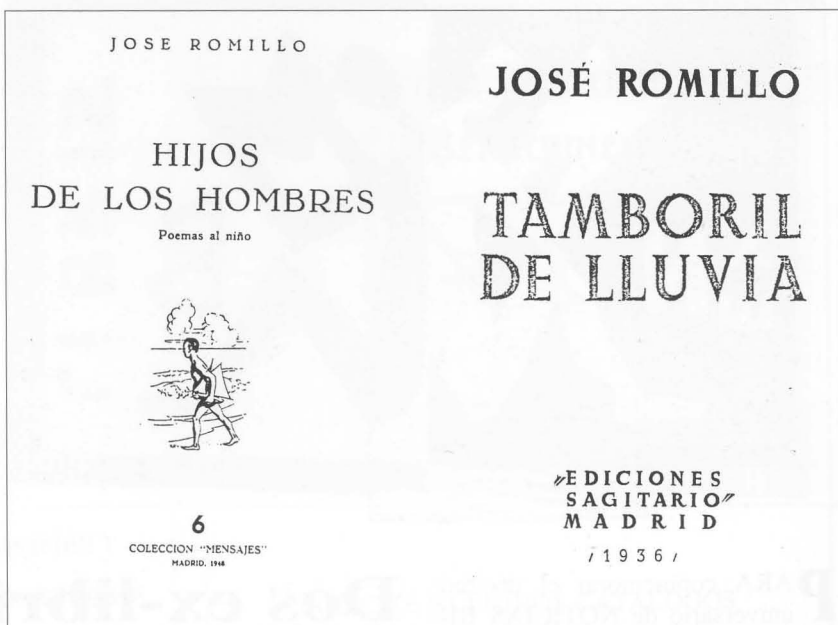 JOSE ROMILLO
HIJOS
DE LOS HOMBRES
Poemas al niño
6
COLECCION "MENSAJES"
MADRID. 1948
JOSÉ ROMILLO
TAMBORIL
DE LLUVIA
"EDICIONES
SAGITARIO"
MADRID
/1936/